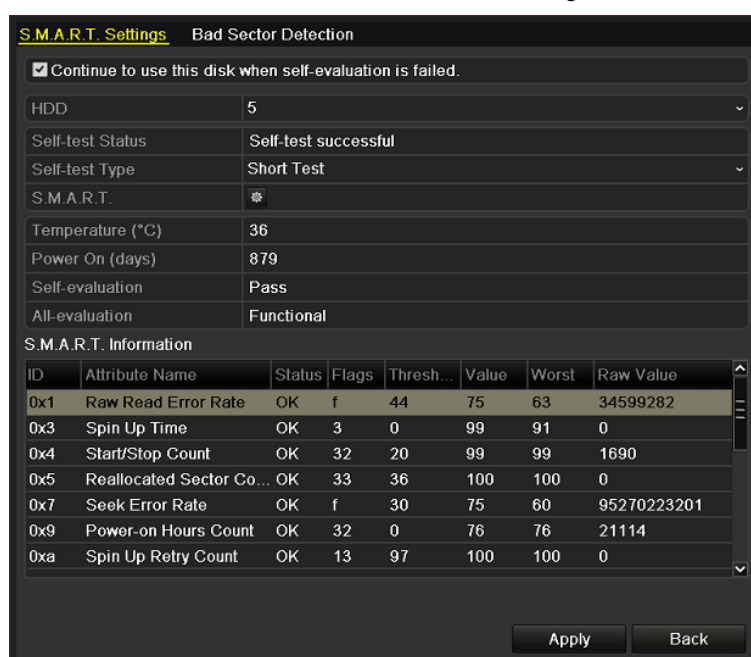 S.M.A.R.T. Settings Bad Sector Detection
Continue to use this disk when self-evaluation is failed.
HDD 5
Self-test Status Self-test successful
Self-test Type Short Test
S.M.A.R.T.
Temperature (°C) 36
Power On (days) 879
Self-evaluation Pass
All-evaluation Functional
S.M.A.R.T. Information
ID Attribute Name Status Flags Thresh... Value Worst Raw Value
0x1 Raw Read Error Rate OK f 44 75 63 34599282
0x3 Spin Up Time OK 3 0 99 91 0
0x4 Start/Stop Count OK 32 20 99 99 1690
0x5 Reallocated Sector Co... OK 33 36 100 100 0
0x7 Seek Error Rate OK f 30 75 60 95270223201
0x9 Power-on Hours Count OK 32 0 76 76 21114
0xa Spin Up Retry Count OK 13 97 100 100 0
Apply Back